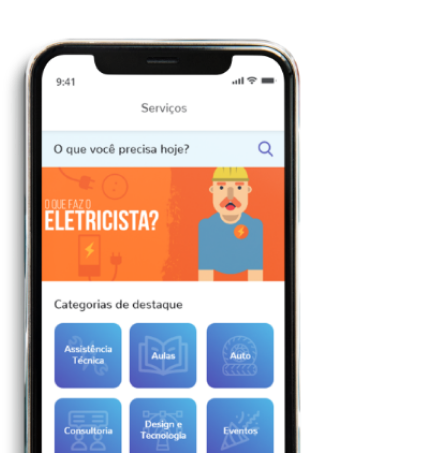 9:41
Serviços
O que você precisa hoje?
O QUE FAZ O
ELETRICISTA?
Categorias de destaque
Assistência
Técnica
Aulas
Auto
Consultoria
Design e
Tecnologia
Eventos